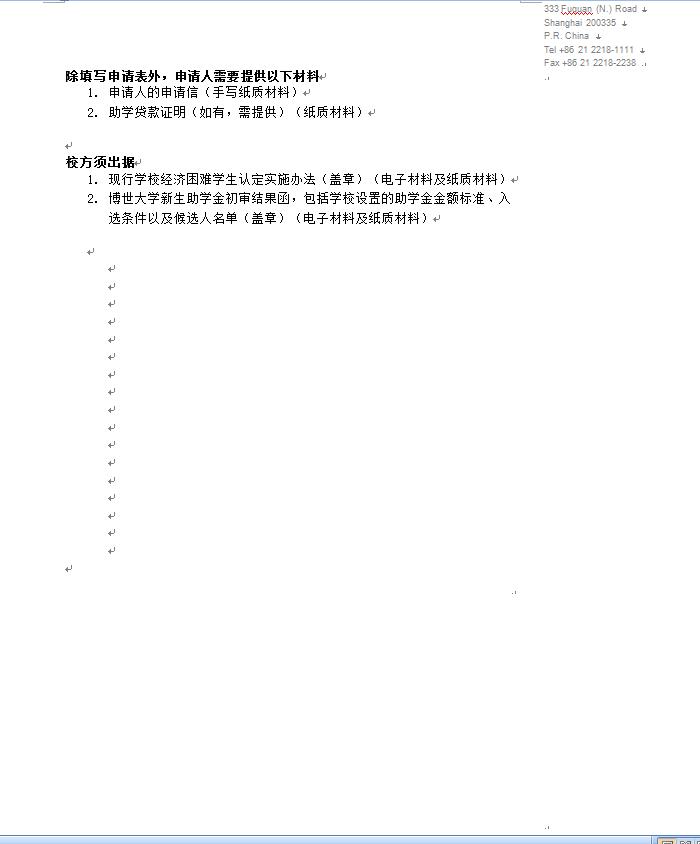 333 Fuquan (N.) Road
Shanghai 200335
P.R. China
Tel +86 21 2218-1111
Fax +86 21 2218-2238
除填写申请表外，申请人需要提供以下材料
1. 申请人的申请信（手写纸质材料）
2. 助学贷款证明（如有，需提供）（纸质材料）
校方须出据
1. 现行学校经济困难学生认定实施办法（盖章）（电子材料及纸质材料）
2. 博世大学新生助学金初审结果函，包括学校设置的助学金金额标准、入
选条件以及候选人名单（盖章）（电子材料及纸质材料）